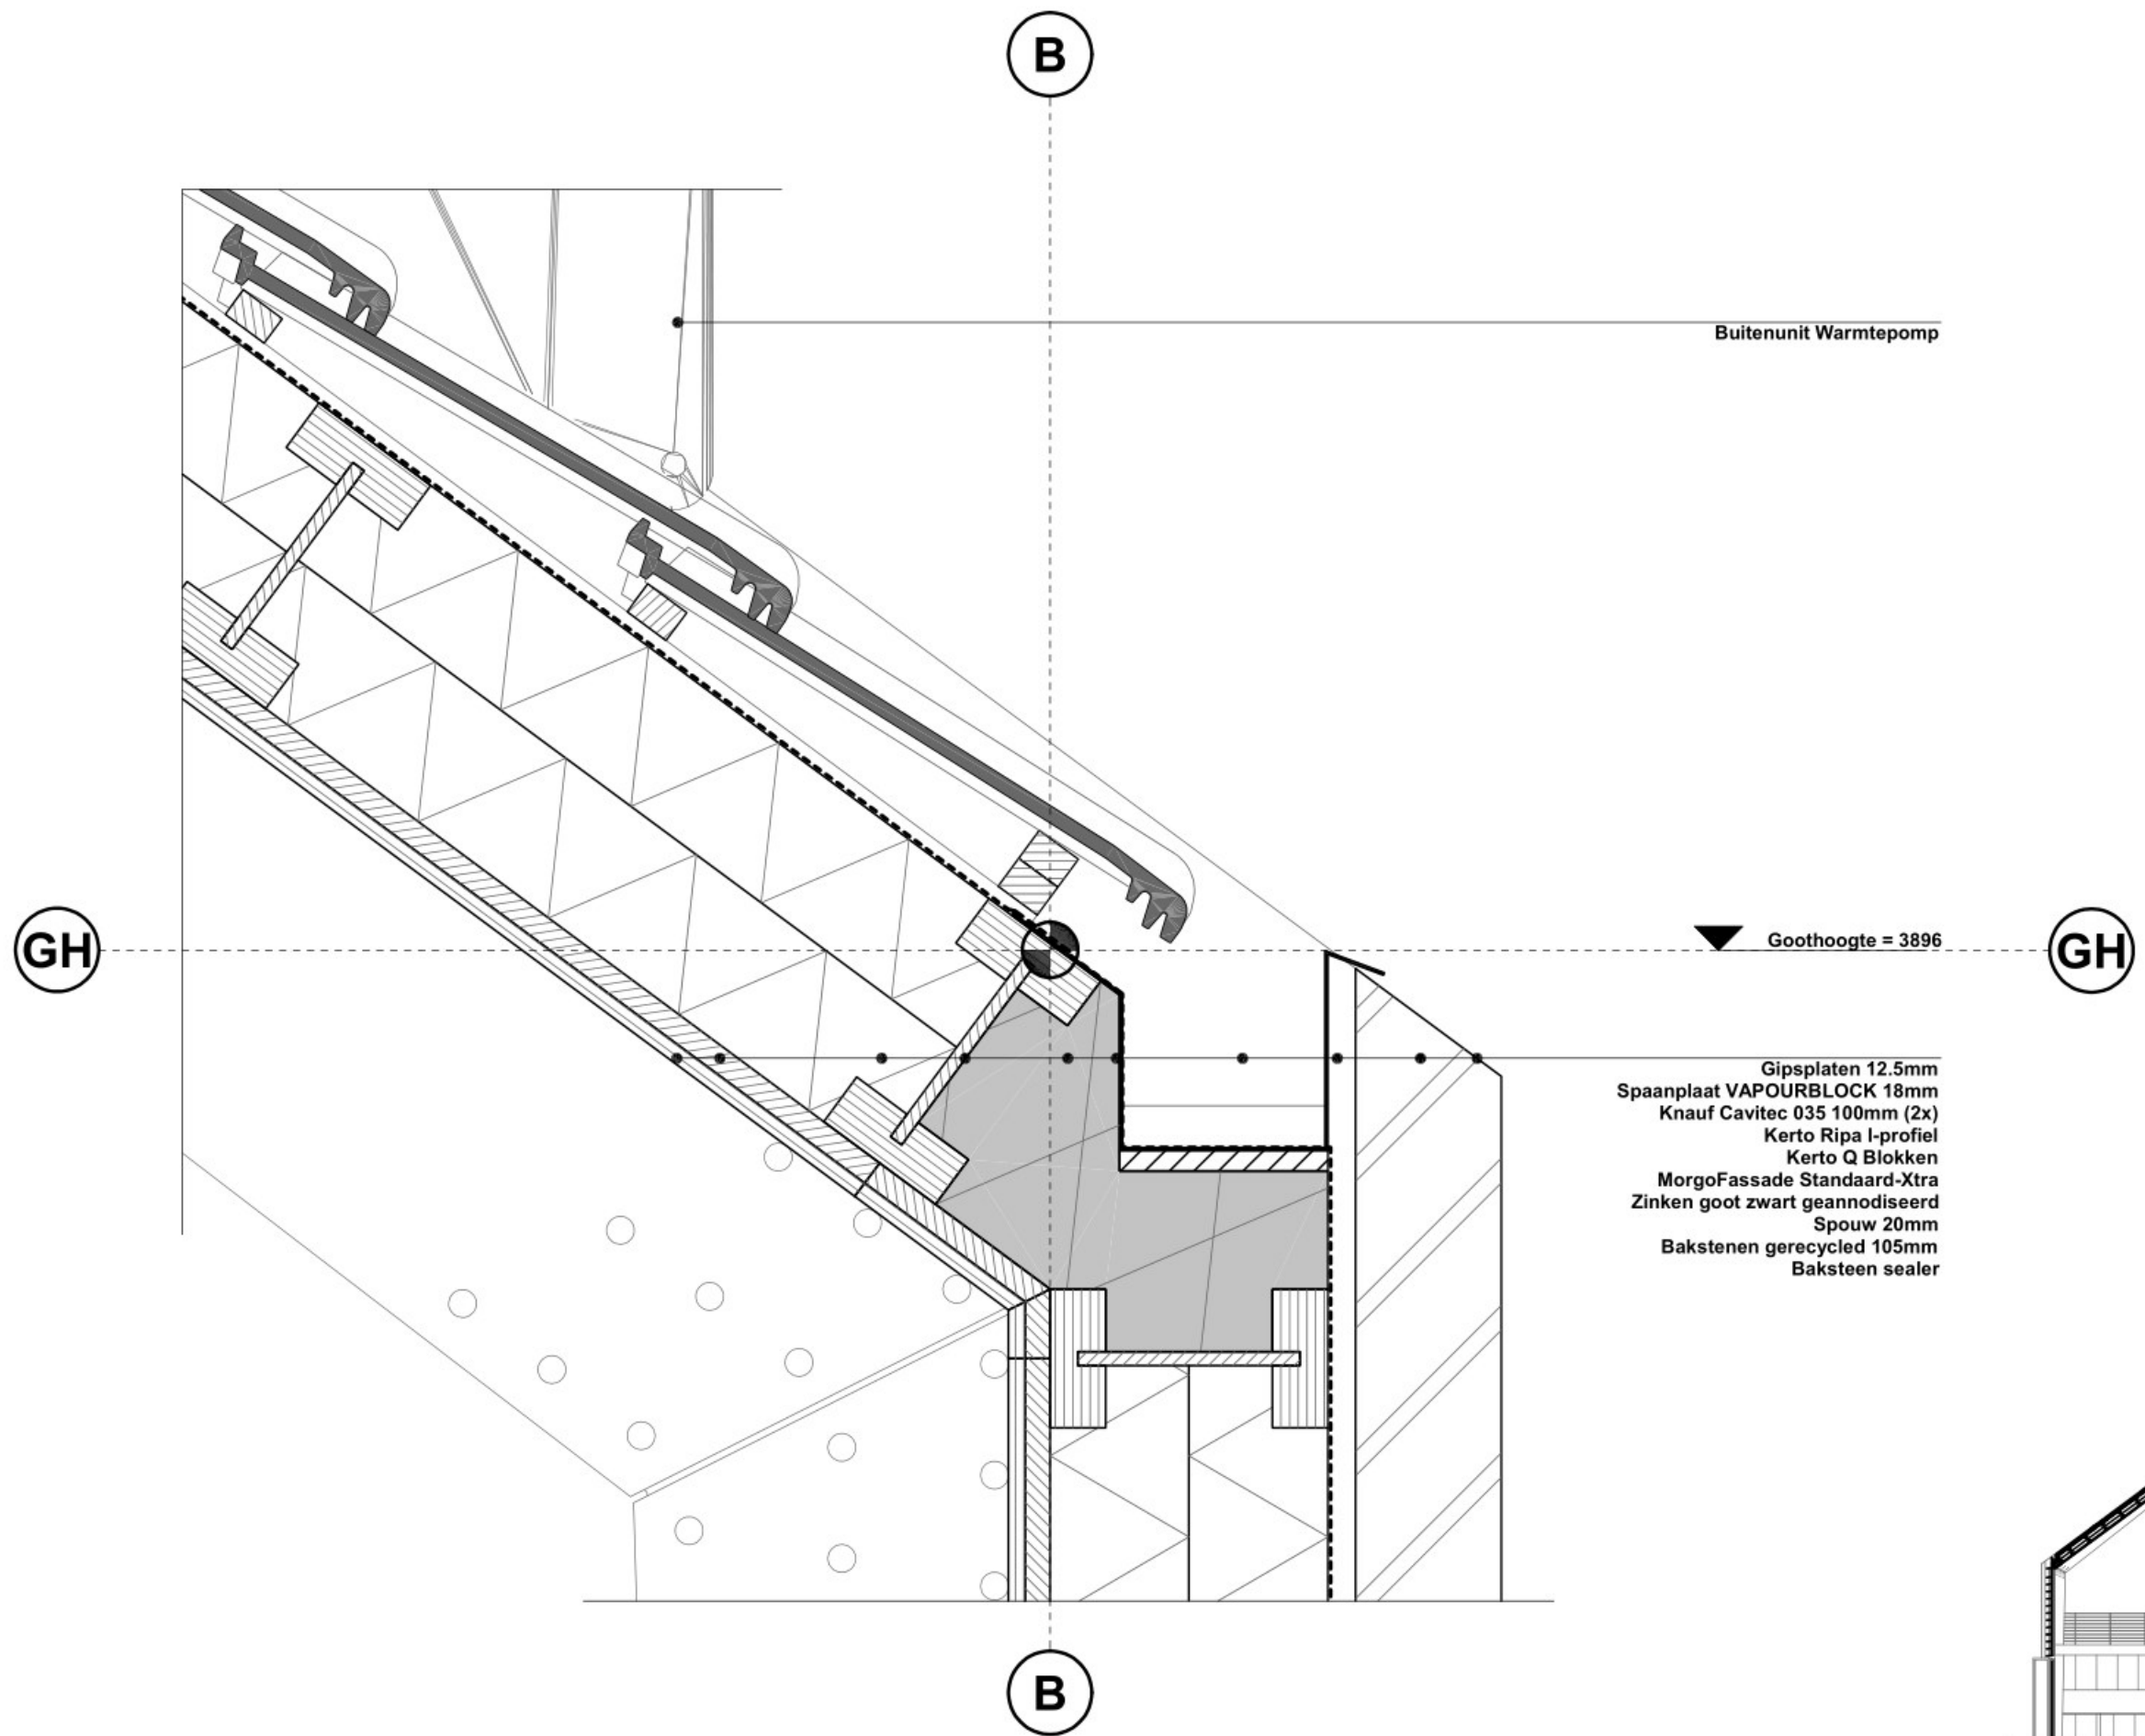 B
Buitenunit Warmtepomp
GH
Goothoogte = 3896
GH
Gipsplaten 12.5mm
Spaanplaat VAPOURBLOCK 18mm
Knauf Cavitec 035 100mm (2x)
Kerto Ripa I-profiel
Kerto Q Blokken
MorgoFassade Standaard-Xtra
Zinken goot zwart geannodiseerd
Spouw 20mm
Bakstenen gerecycled 105mm
Baksteen sealer
B